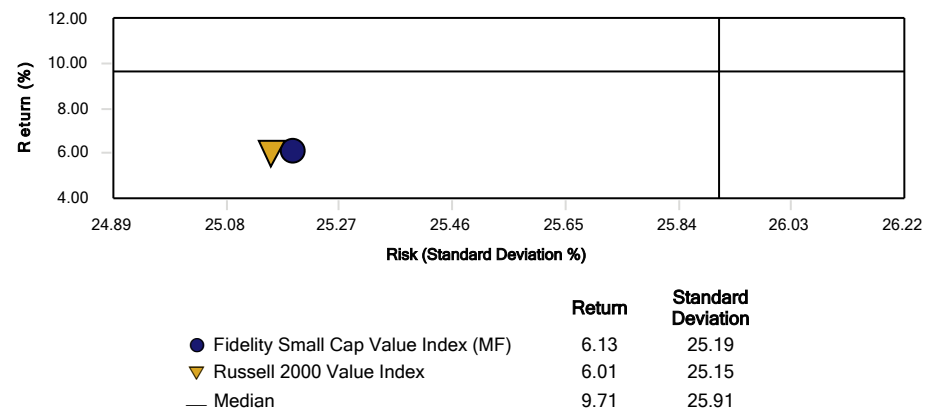 12.00
10.00
8.00
6.00
4.00
Return (%)
24.89 25.08 25.27 25.46 25.65 25.84 26.03 26.22
Risk (Standard Deviation %)
Return Standard Deviation
Fidelity Small Cap Value Index (MF) 6.13 25.19
Russell 2000 Value Index 6.01 25.15
Median 9.71 25.91